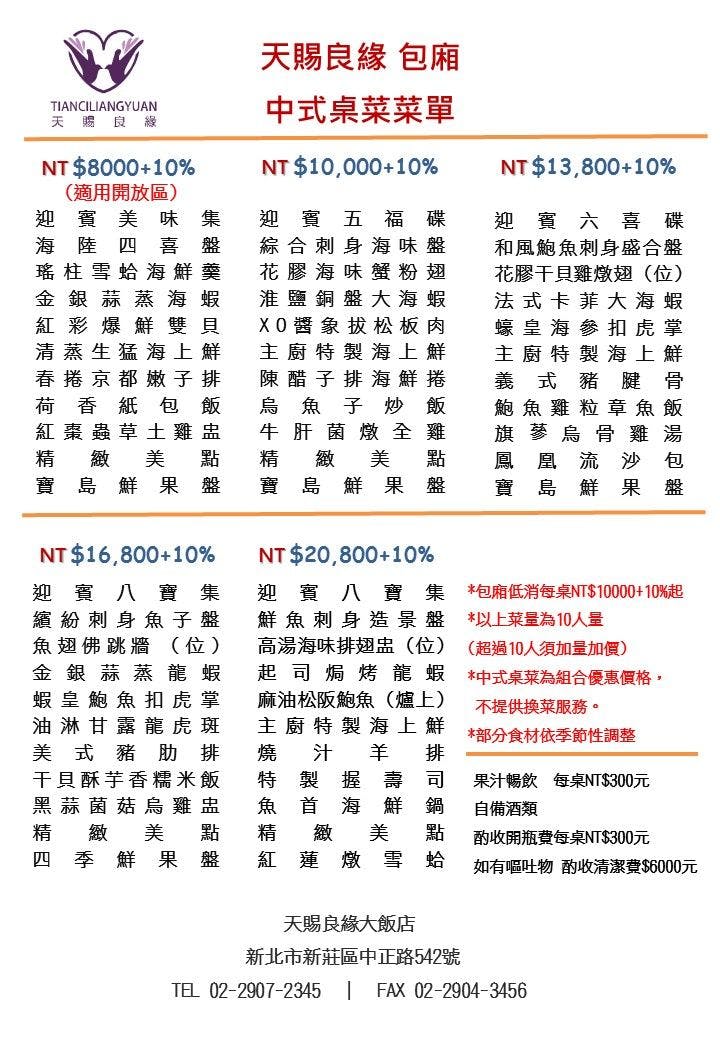 TIANCILIANGYUAN
天賜良緣
天賜良緣 包廂
中式桌菜菜單
NT $8000+10%
(適用開放區)
迎賓美味集
海陸四喜盤
瑤柱雪蛤海鮮羹
金銀蒜蒸海蝦
紅彩爆鮮雙貝
清蒸生猛海上鮮
春捲京都嫩子排
荷香紙包飯
紅棗蟲草土雞盅
精緻美點
寶島鮮果盤
NT $10,000+10%
迎賓五福碟
綜合刺身海味盤
花膠海味蟹粉翅
淮鹽銅盤大海蝦
XO醬象拔松板肉
主廚特製海上鮮
陳醋子排海鮮捲
烏魚子炒飯
牛肝菌燉全雞
精緻美點
寶島鮮果盤
NT $13,800+10%
迎賓六喜碟
和風鮑魚刺身盛合盤
花膠干貝雞燉翅（位）
法式卡菲大海蝦
蠔皇海參扣虎掌
主廚特製海上鮮
義式豬腱骨
鮑魚雞粒章魚飯
旗蔘烏骨雞湯
鳳凰流沙包
寶島鮮果盤
NT $16,800+10%
迎賓八寶集
繽紛刺身魚子盤
魚翅佛跳牆（位）
金銀蒜蒸龍蝦
蝦皇鮑魚扣虎掌
油淋甘露龍虎斑
美式豬肋排
干貝酥芋香糯米飯
黑蒜菌菇烏雞盅
精緻美點
四季鮮果盤
NT $20,800+10%
迎賓八寶集
鮮魚刺身造景盤
高湯海味排翅盅（位）
起司焗烤龍蝦
麻油松阪鮑魚（爐上）
主廚特製海上鮮
燒汁羊排
特製握壽司
魚首海鮮鍋
精緻美點
紅蓮燉雪蛤
*包廂低消每桌NT$10000+10%起
*以上菜量為10人量
(超過10人須加量加價)
*中式桌菜為組合優惠價格，
不提供換菜服務。
*部分食材依季節性調整
果汁暢飲 每桌NT$300元
自備酒類
酌收開瓶費每桌NT$300元
如有嘔吐物 酌收清潔費$6000元
天賜良緣大飯店
新北市新莊區中正路542號
TEL 02-2907-2345 | FAX 02-2904-3456